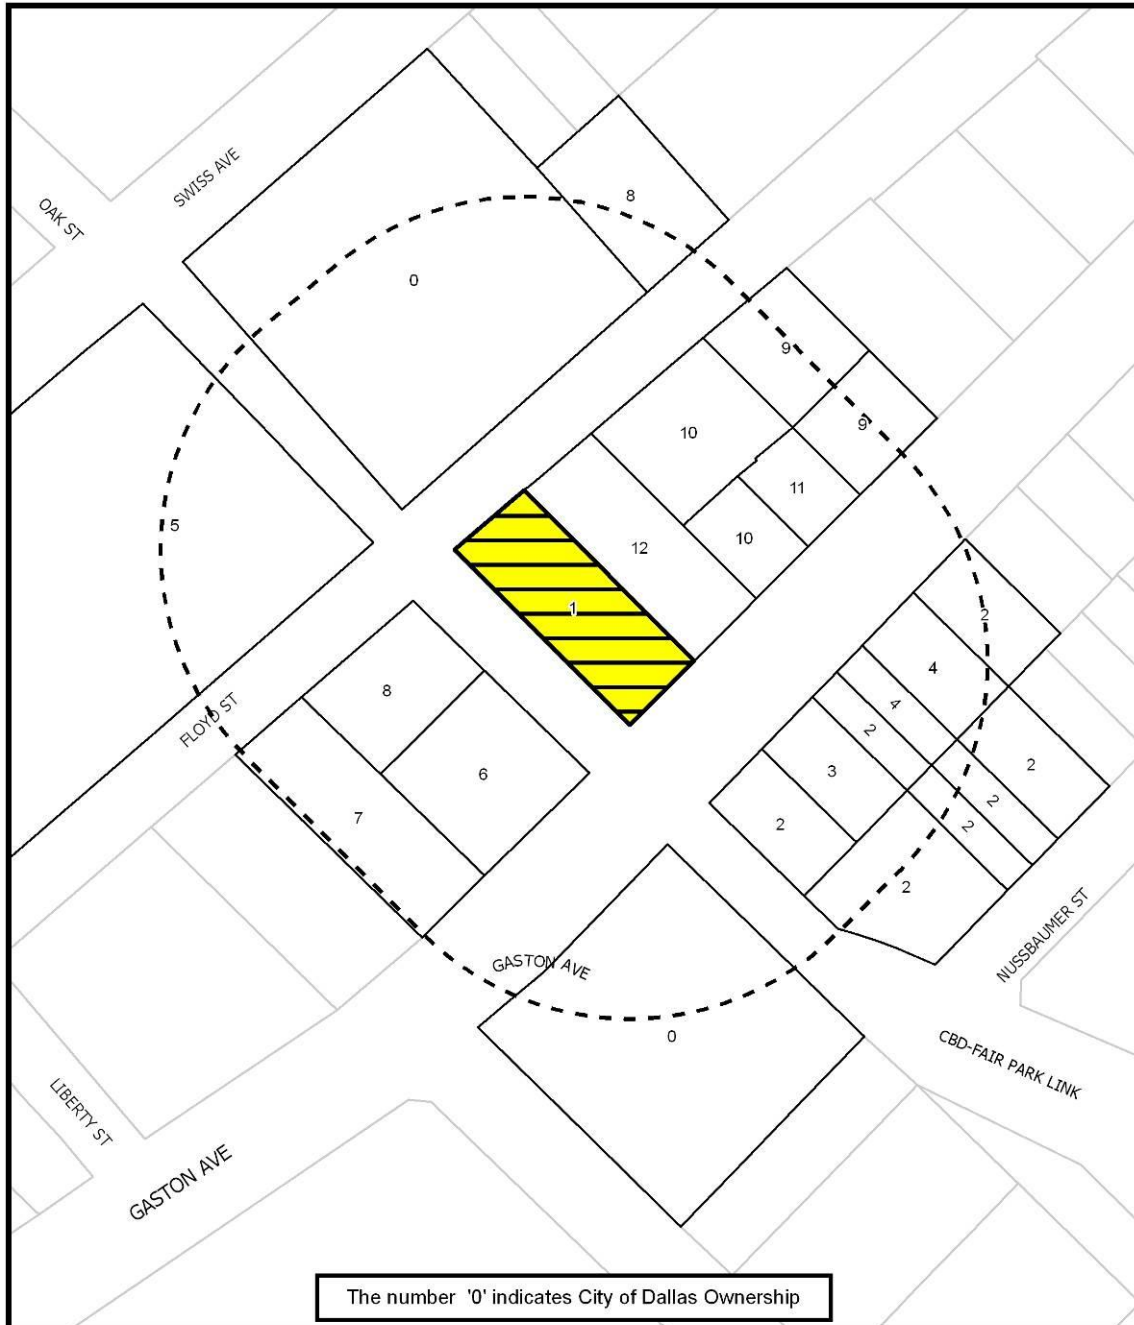 SWISS AVE
OAK ST
8
0
9
9
10
11
5
10
12
1
2
4
4
8
2
FLOYD ST
3
6
2
2
7
2
2
2
NUSSBAUMER ST
GASTON AVE
0
CBD-FAIR PARK LINK
LIBERTY ST
GASTON AVE
The number '0' indicates City of Dallas Ownership